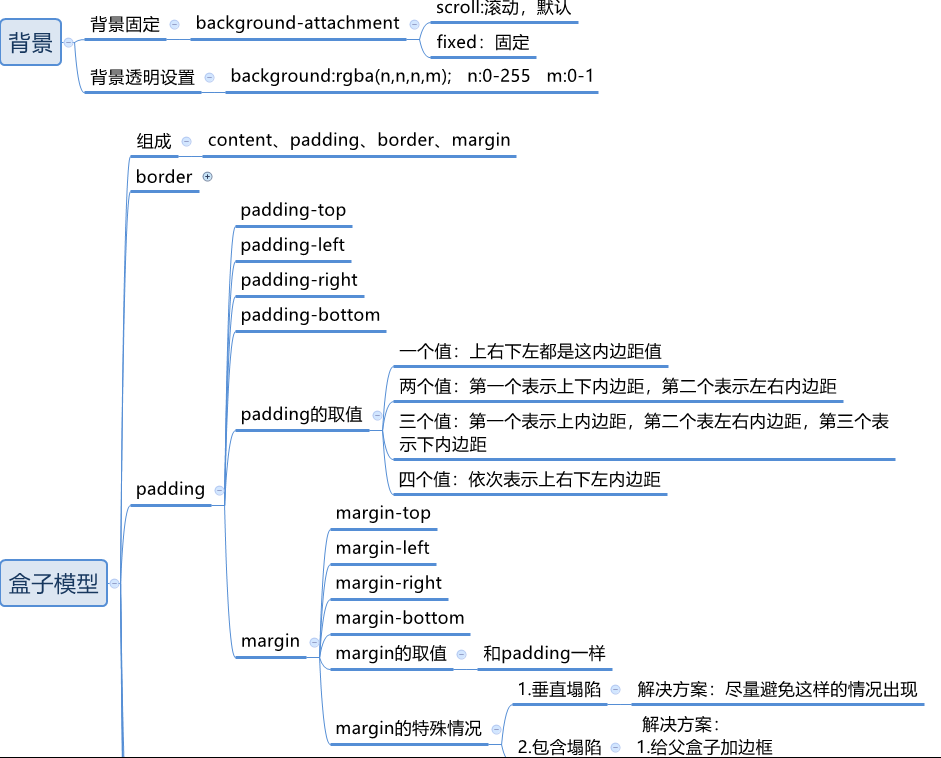 背景
背景固定
background-attachment
scroll:滚动，默认
fixed：固定
背景透明设置
background:rgba(n,n,n,m); n:0-255 m:0-1
盒子模型
组成
content、padding、border、margin
border
padding
padding-top
padding-left
padding-right
padding-bottom
padding的取值
一个值：上右下左都是这内边距值
两个值：第一个表示上下内边距，第二个表示左右内边距
三个值：第一个表示上内边距，第二个表左右内边距，第三个表
示下内边距
四个值：依次表示上右下左内边距
margin
margin-top
margin-left
margin-right
margin-bottom
margin的取值
和padding一样
margin的特殊情况
1.垂直塌陷
解决方案：尽量避免这样的情况出现
2.包含塌陷
解决方案：
1.给父盒子加边框